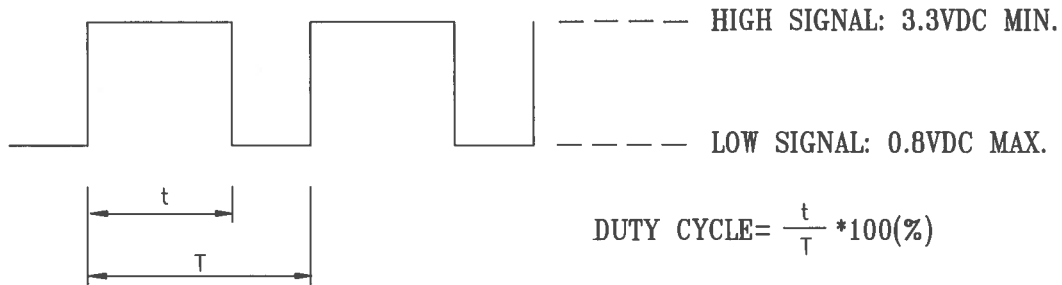 HIGH SIGNAL: 3.3VDC MIN.
LOW SIGNAL: 0.8VDC MAX.
t
T
DUTY CYCLE= t/T *100(%)